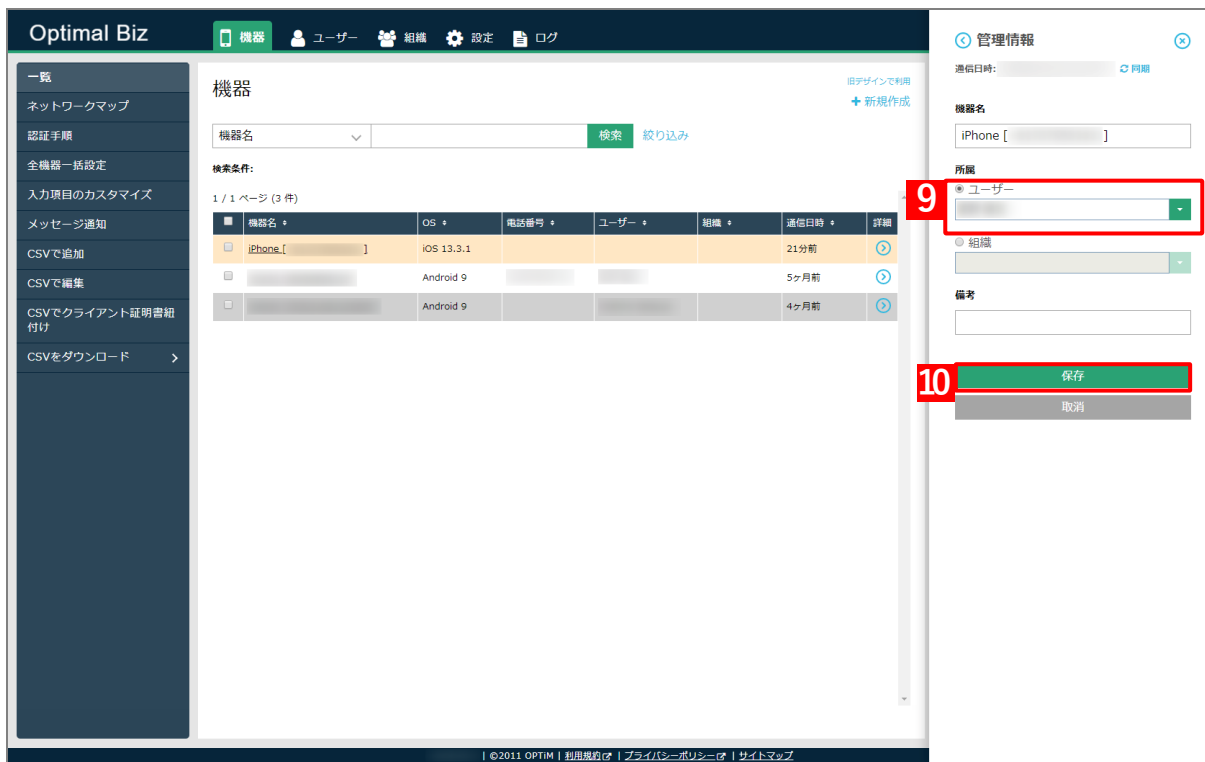 Optimal Biz
機器
ユーザー
組織
設定
ログ
一覧
ネットワークマップ
認証手順
全機器一括設定
入力項目のカスタマイズ
メッセージ通知
CSVで追加
CSVで編集
CSVでクライアント証明書紐
付け
CSVをダウンロード
機器
旧デザインで利用
新規作成
機器名
検索
絞り込み
検索条件:
1 / 1 ページ (3 件)
機器名 OS 電話番号 ユーザー 組織 通信日時 詳細
iPhone [ ] iOS 13.3.1 21分前
Android 9 5ヶ月前
Android 9 4ヶ月前
管理情報
通信日時: 同期
機器名
iPhone [ ]
所属
9
ユーザー
組織
備考
10
保存
取消
| ©2011 OPTiM | 利用規約 | プライバシーポリシー | サイトマップ